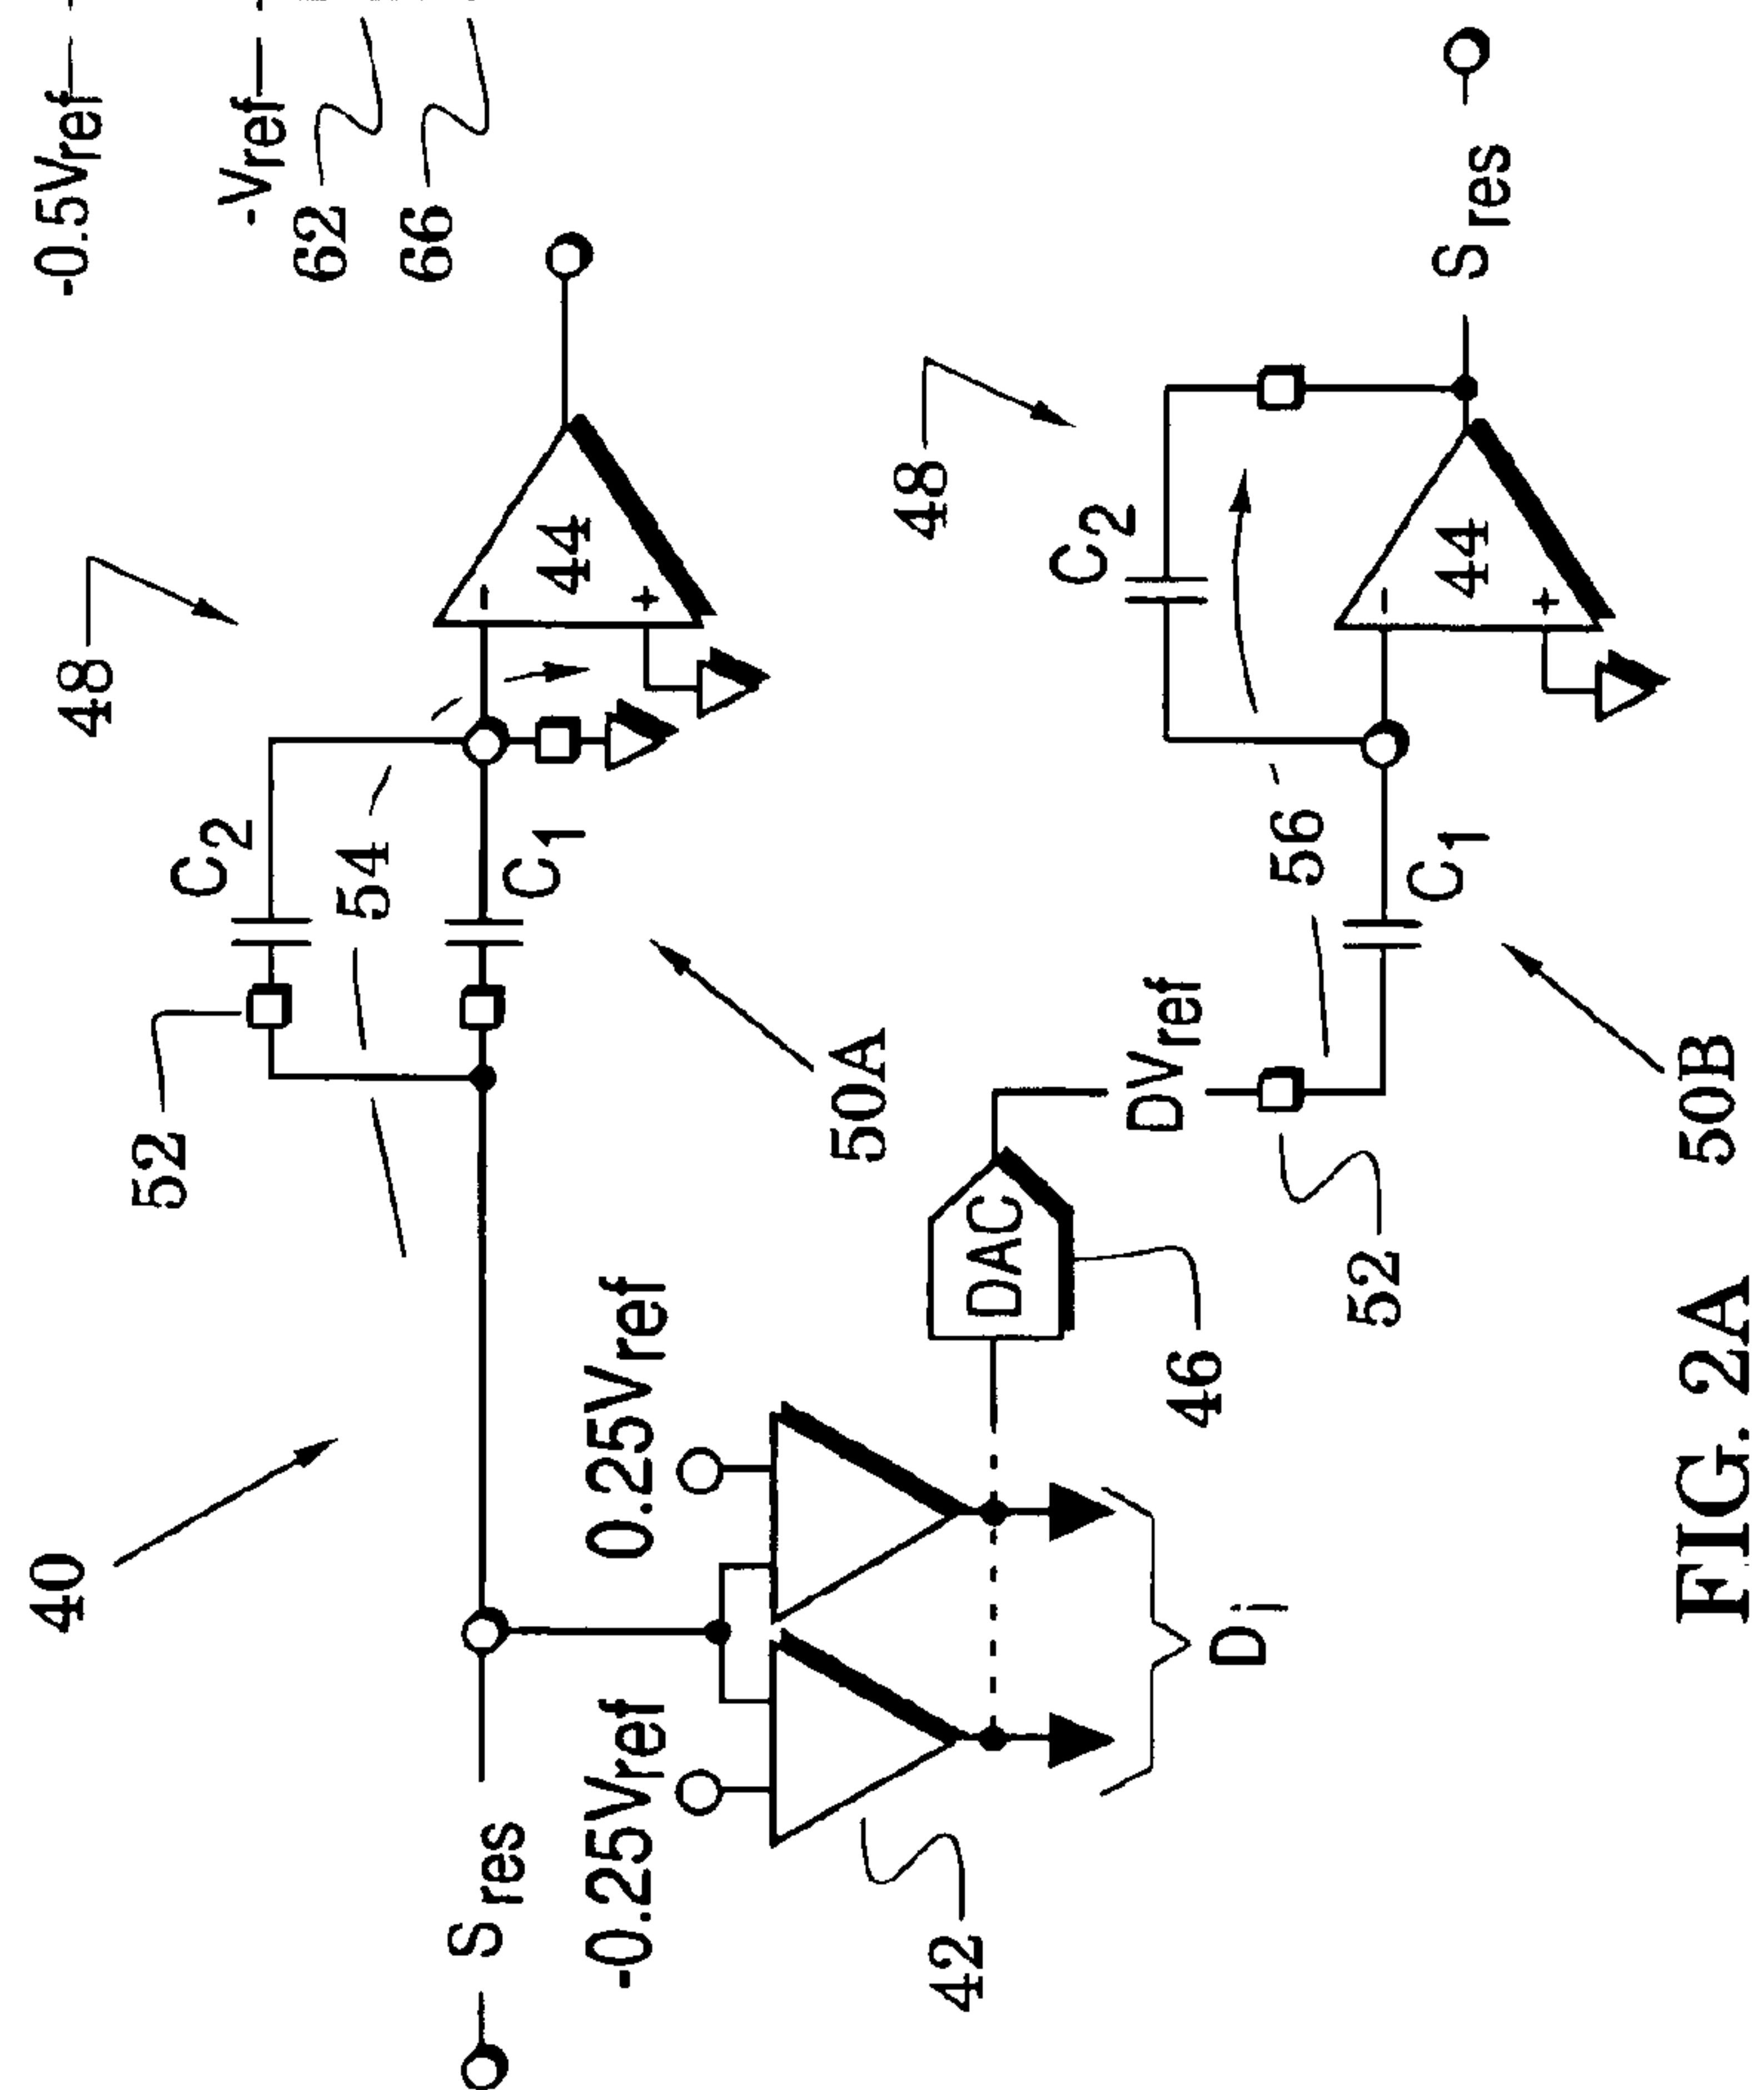 40
48
-0.5Vref
-Vref
62
66
52
C2
54
C1
-
44
+
Sres
50A
-0.25Vref
0.25Vref
48
42
DAC
46
DVref
C2
56
-
44
+
Sres
Di
52
C1
50B
FIG. 2A